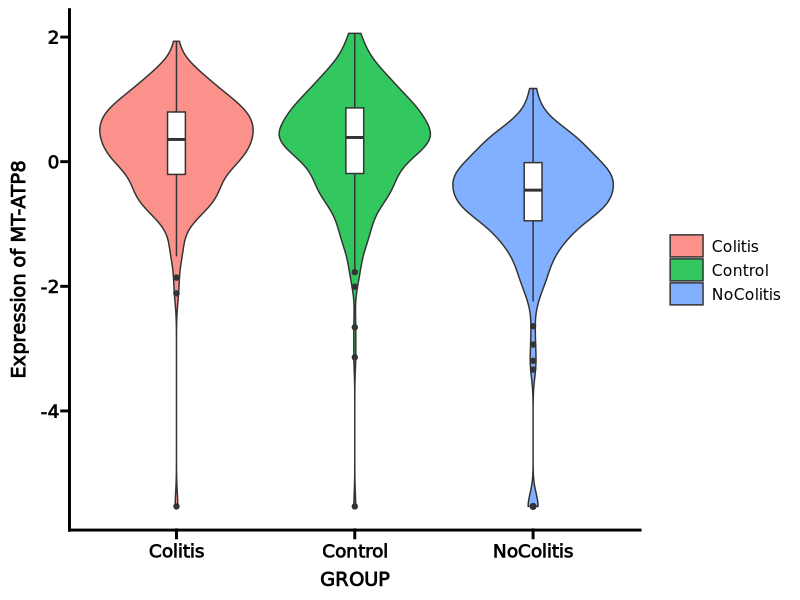 Expression of MT-ATP8
2
0
-2
-4
Colitis
Control
NoColitis
GROUP
Colitis
Control
NoColitis